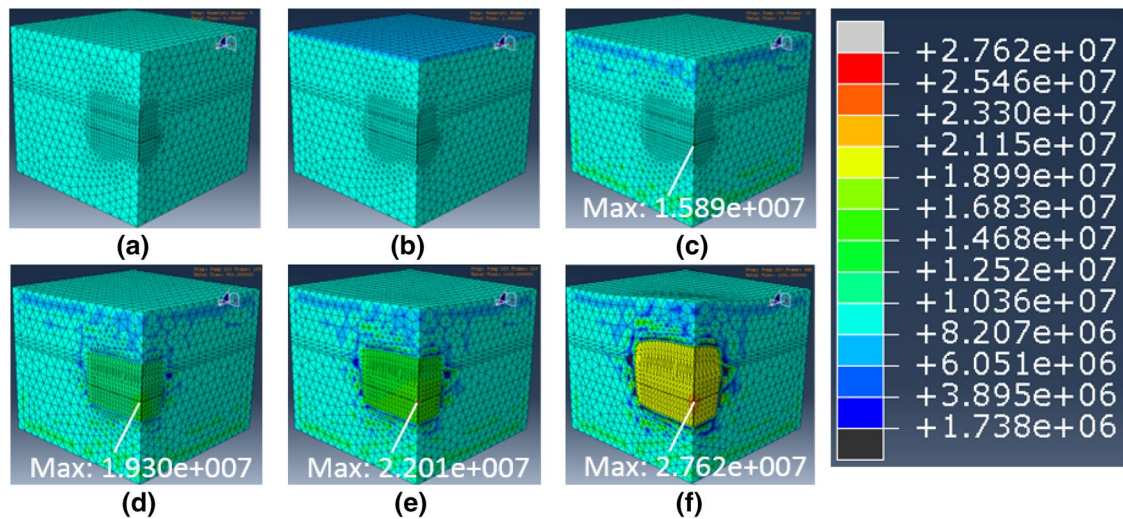 Max: 1.589e+007
(a)
(b)
(c)
Max: 1.930e+007
Max: 2.201e+007
Max: 2.762e+007
(d)
(e)
(f)
+2.762e+07
+2.546e+07
+2.330e+07
+2.115e+07
+1.899e+07
+1.683e+07
+1.468e+07
+1.252e+07
+1.036e+07
+8.207e+06
+6.051e+06
+3.895e+06
+1.738e+06